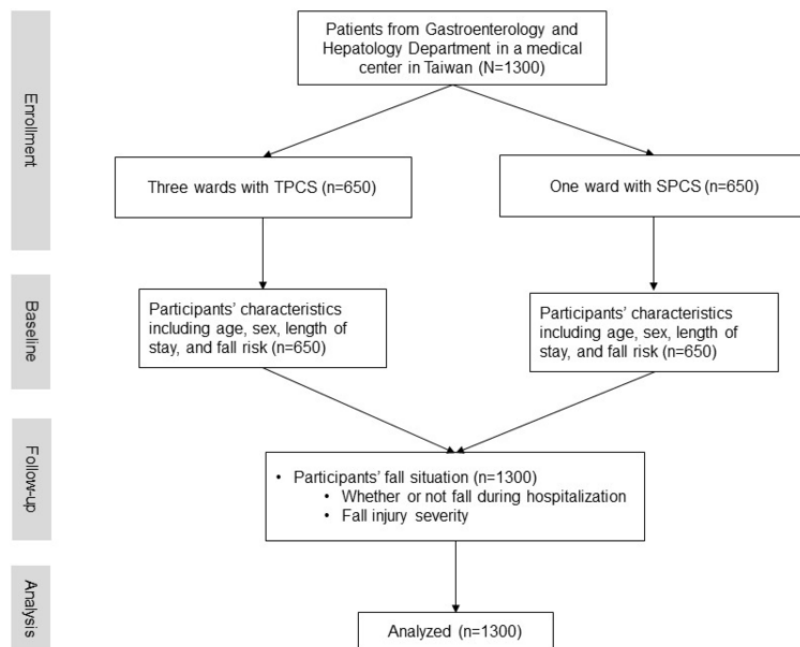 Patients from Gastroenterology and
Hepatology Department in a medical
center in Taiwan (N=1300)
Enrollment
Three wards with TPCS (n=650)
One ward with SPCS (n=650)
Baseline
Participants' characteristics
including age, sex, length of
stay, and fall risk (n=650)
Participants' characteristics
including age, sex, length of
stay, and fall risk (n=650)
Follow-up
• Participants' fall situation (n=1300)
• Whether or not fall during hospitalization
• Fall injury severity
Analysis
Analyzed (n=1300)